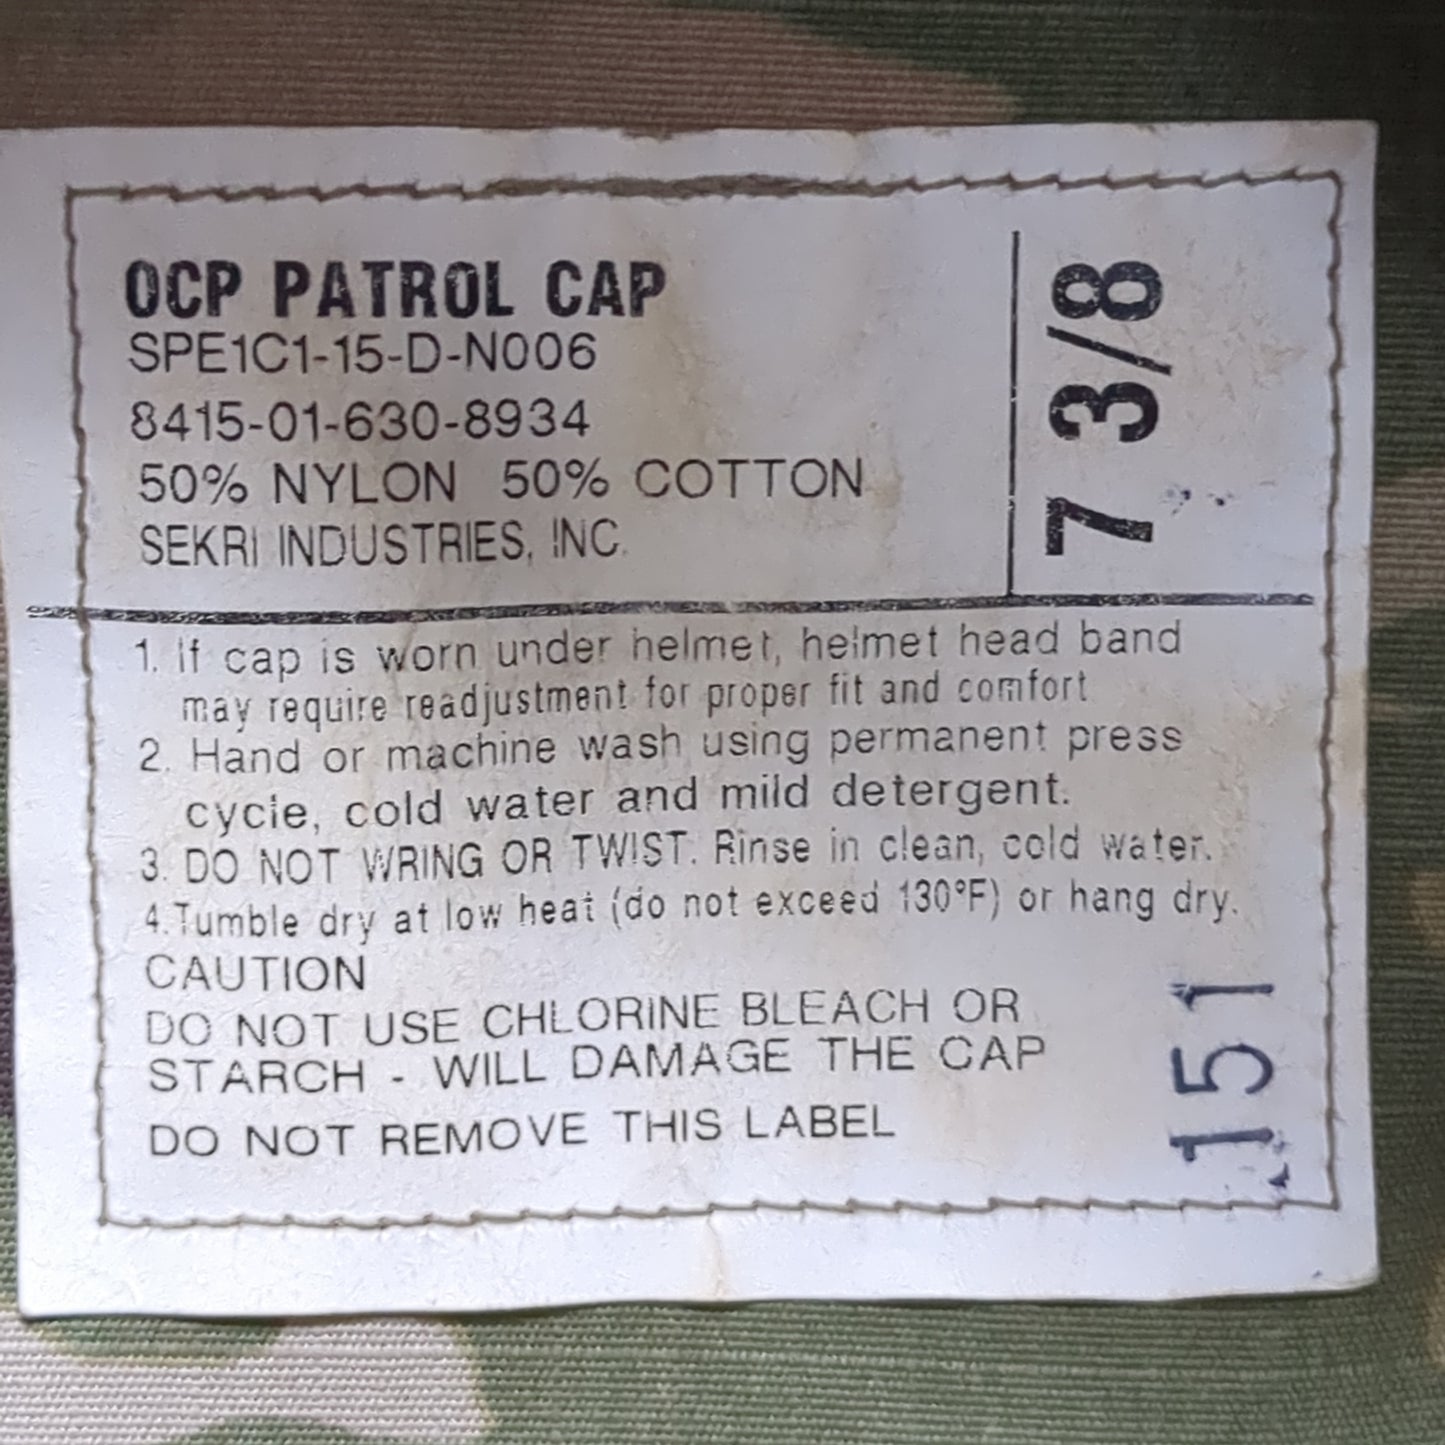 OCP PATROL CAP
SPE1C1-15-D-N006
8415-01-630-8934
50% NYLON 50% COTTON
SEKRI INDUSTRIES, INC.
7 3/8
1. If cap is worn under helmet, helmet head band
may require readjustment for proper fit and comfort
2. Hand or machine wash using permanent press
cycle, cold water and mild detergent.
3. DO NOT WRING OR TWIST. Rinse in clean, cold water.
4. Tumble dry at low heat (do not exceed 130°F) or hang dry.
CAUTION
DO NOT USE CHLORINE BLEACH OR
STARCH - WILL DAMAGE THE CAP
DO NOT REMOVE THIS LABEL
151